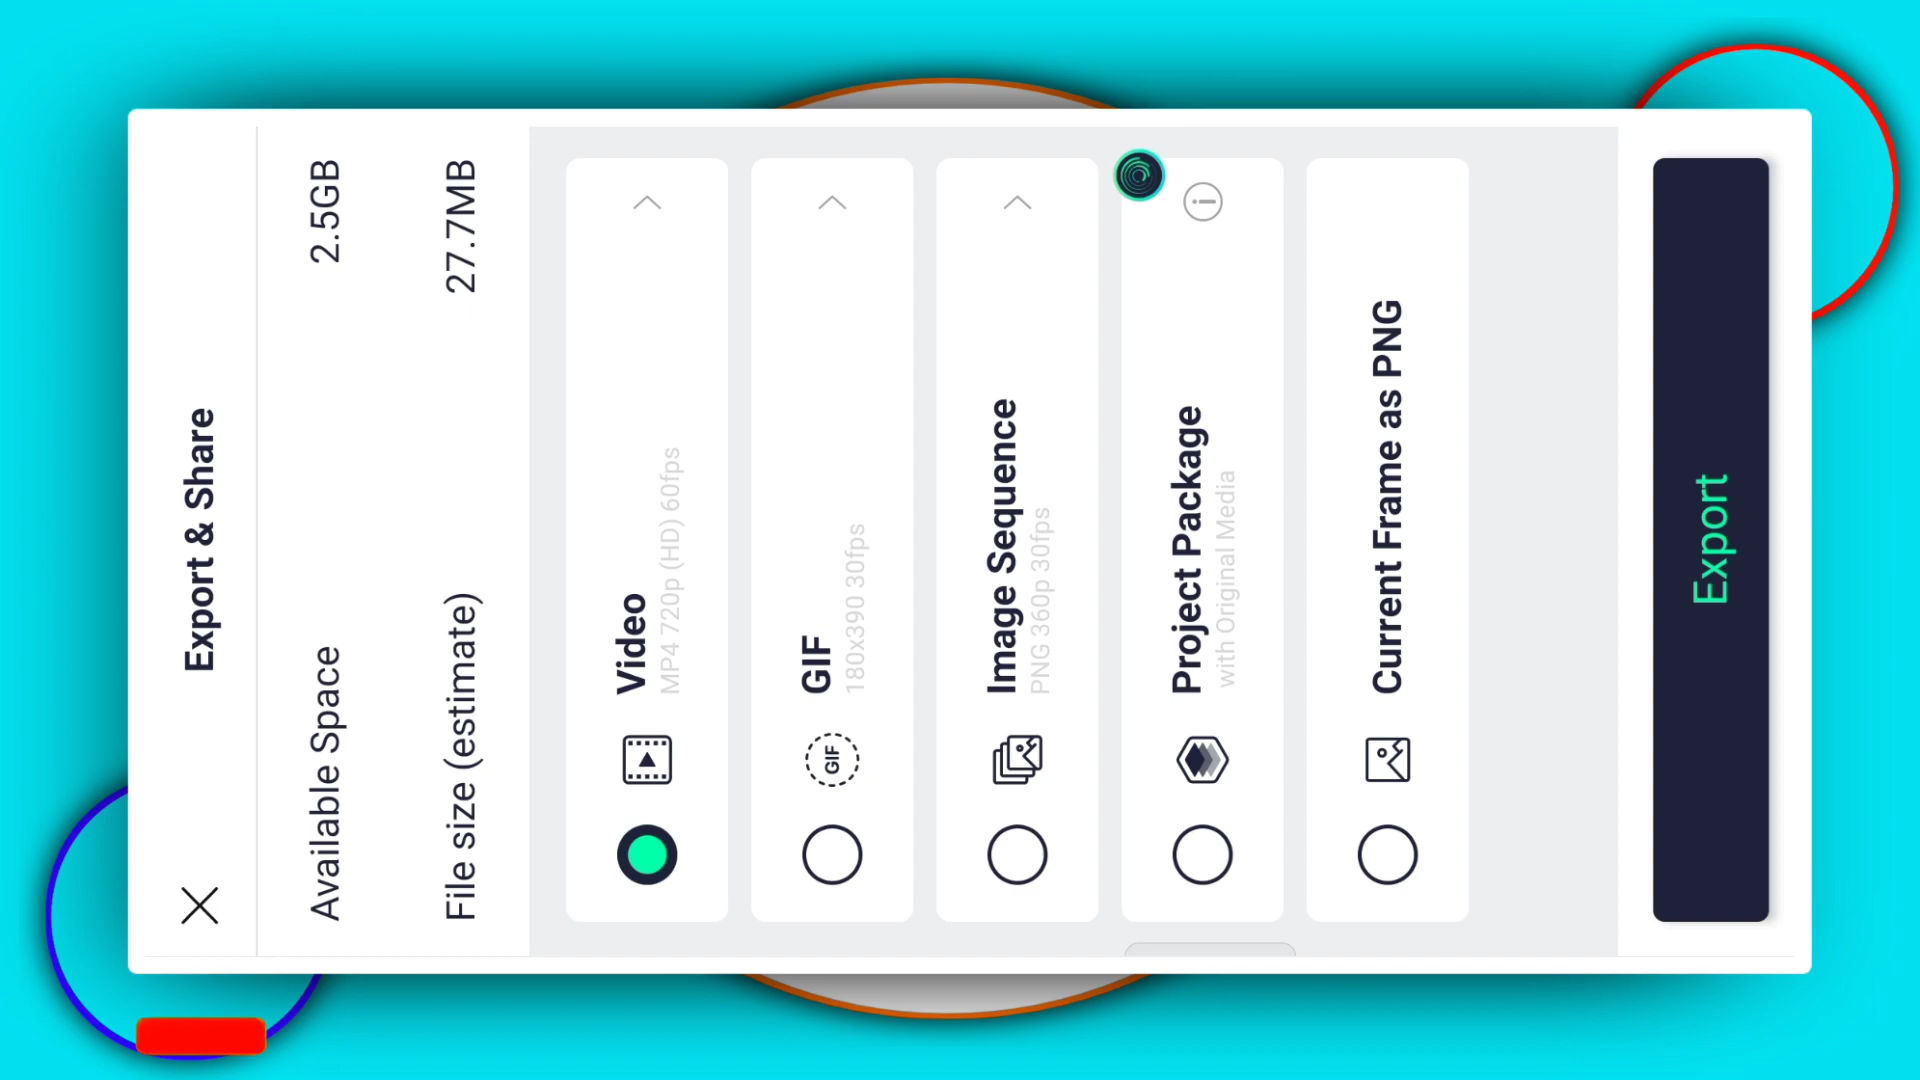 Export & Share
Available Space 2.5GB
File size (estimate) 27.7MB
Video
MP4 720p (HD) 60fps
GIF
GIF
180x390 30fps
Image Sequence
PNG 360p 30fps
Project Package
with Original Media
Current Frame as PNG
Export